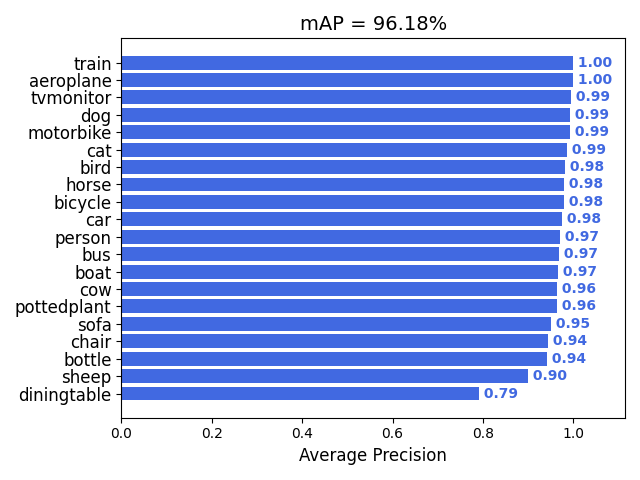 mAP = 96.18%
train 1.00
aeroplane 1.00
tvmonitor 0.99
dog 0.99
motorbike 0.99
cat 0.99
bird 0.98
horse 0.98
bicycle 0.98
car 0.98
person 0.97
bus 0.97
boat 0.97
cow 0.96
pottedplant 0.96
sofa 0.95
chair 0.94
bottle 0.94
sheep 0.90
diningtable 0.79
0.0 0.2 0.4 0.6 0.8 1.0
Average Precision